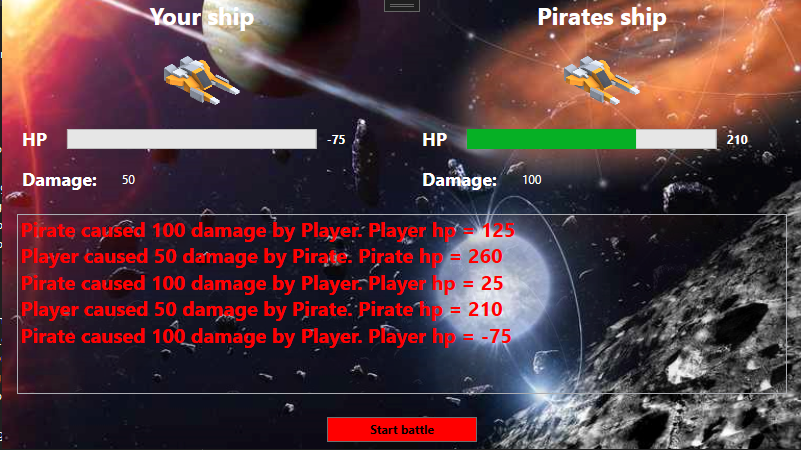 Your ship
Pirates ship
HP
-75
HP
210
Damage: 50
Damage: 100
Pirate caused 100 damage by Player. Player hp = 125
Player caused 50 damage by Pirate. Pirate hp = 260
Pirate caused 100 damage by Player. Player hp = 25
Player caused 50 damage by Pirate. Pirate hp = 210
Pirate caused 100 damage by Player. Player hp = -75
Start battle